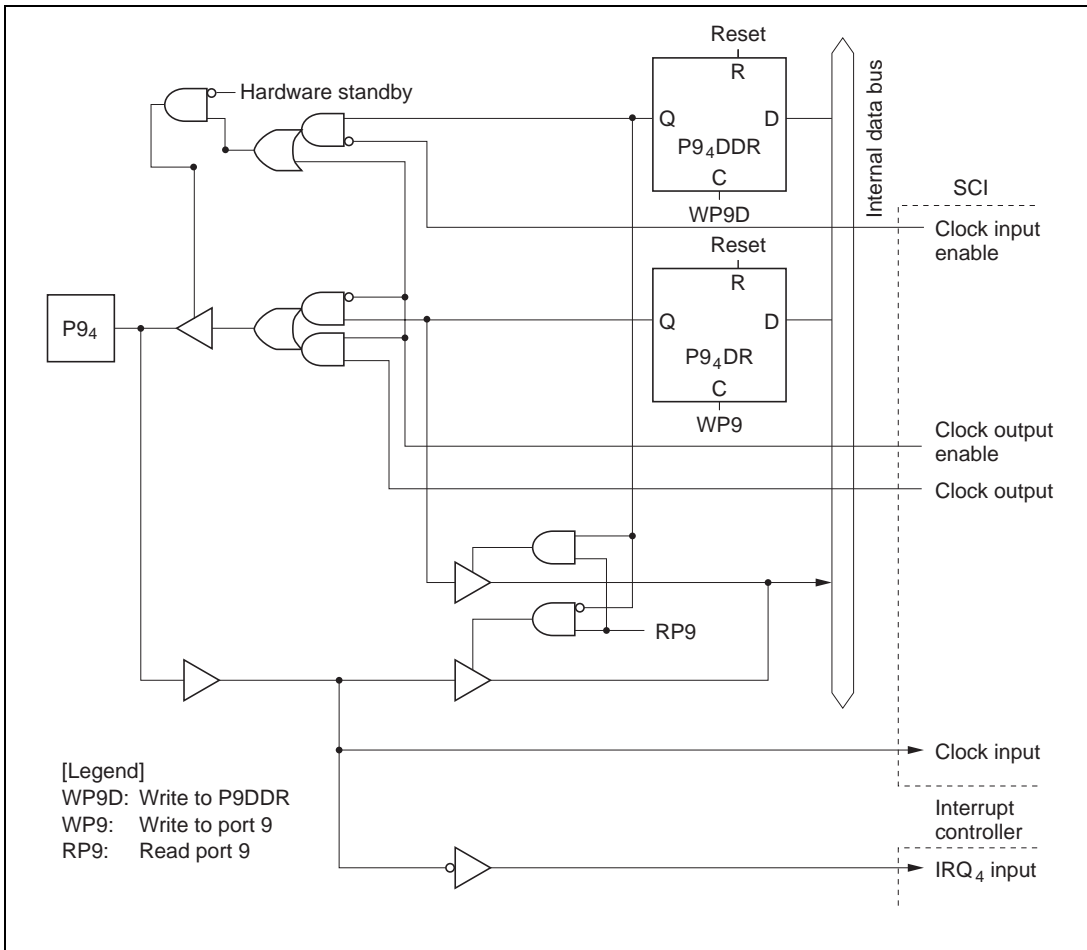 Reset
R
Hardware standby
Q
D
P9₄DDR
C
WP9D
Internal data bus
SCI
Clock input
enable
Reset
R
P9₄
Q
D
P9₄DR
C
WP9
Clock output
enable
Clock output
RP9
Clock input
[Legend]
WP9D: Write to P9DDR
WP9: Write to port 9
RP9: Read port 9
Interrupt
controller
IRQ₄ input